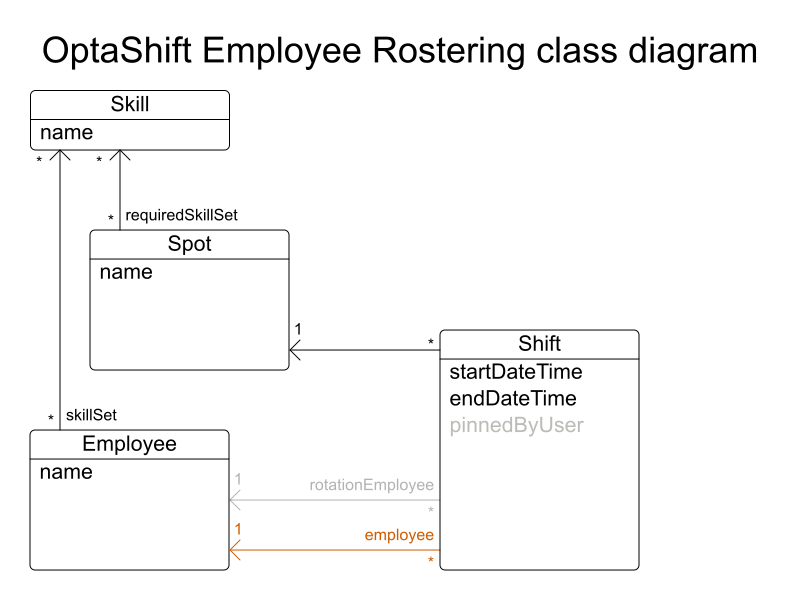 OptaShift Employee Rostering class diagram
Skill
name
* *
* requiredSkillSet
Spot
name
1 *
Shift
startDateTime
endDateTime
pinnedByUser
* skillSet
Employee
name
1 rotationEmployee
*
1 employee
*